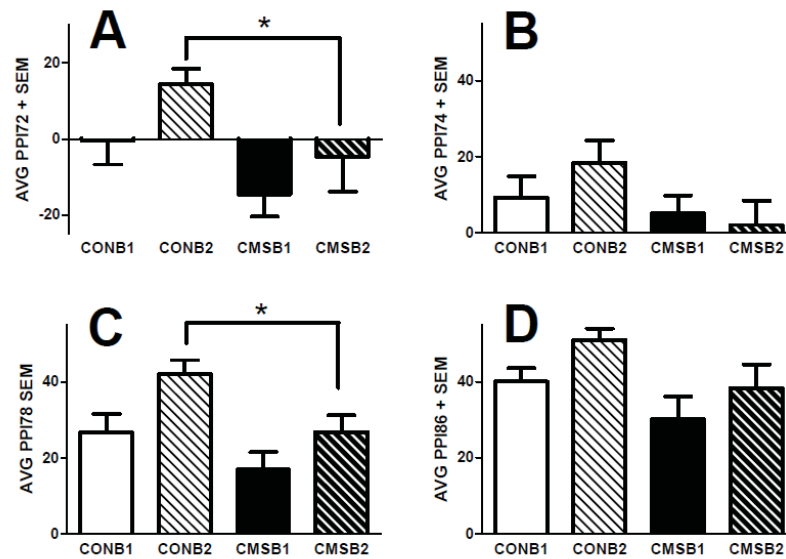 A
*
AVG PPI72 + SEM
20
0
-20
CONB1 CONB2 CMSB1 CMSB2
B
AVG PPI74 + SEM
40
20
0
CONB1 CONB2 CMSB1 CMSB2
C
*
AVG PPI78 SEM
40
20
0
CONB1 CONB2 CMSB1 CMSB2
D
AVG PPI86 + SEM
40
20
0
CONB1 CONB2 CMSB1 CMSB2